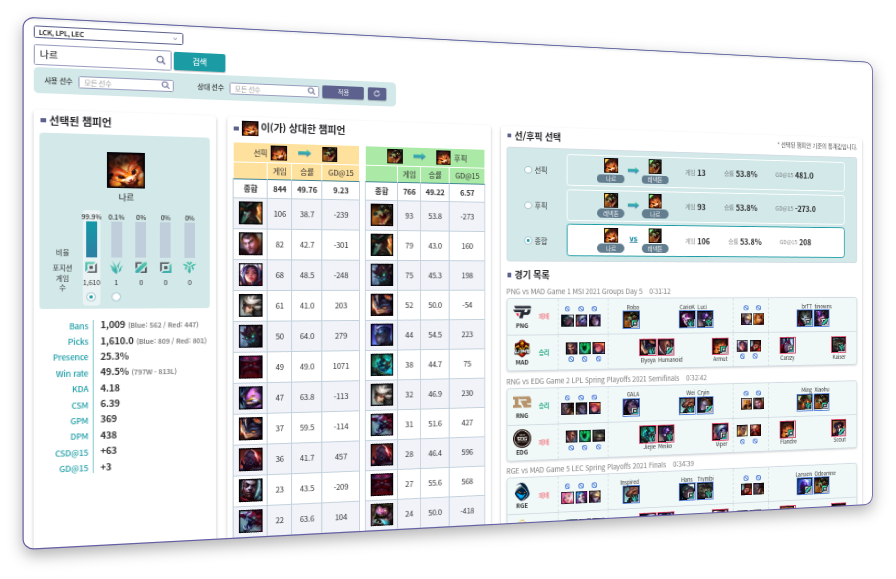 LCK, LPL, LEC
나르
검색
사용 선수 모든 선수 상대 선수 모든 선수 적용
선택된 챔피언
나르
99.9% 0.1% 0% 0% 0%
비율
포지션
게임 수 1,610 1 0 0 0
Bans 1,009 (Blue: 562 / Red: 447)
Picks 1,610.0 (Blue: 809 / Red: 801)
Presence 25.3%
Win rate 49.5% (797W - 813L)
KDA 4.18
CSM 6.39
GPM 369
DPM 438
CSD@15 +63
GD@15 +3
이(가) 상대한 챔피언
선픽
게임 승률 GD@15
종합 844 49.76 9.23
106 38.7 -239
82 42.7 -301
68 48.5 -248
61 41.0 203
50 64.0 279
49 49.0 1071
47 63.8 -113
37 59.5 -114
36 41.7 457
23 43.5 -209
22 63.6 104
후픽
게임 승률 GD@15
종합 766 49.22 6.57
93 53.8 -273
79 43.0 160
75 45.3 198
52 50.0 -54
44 54.5 223
38 44.7 75
32 46.9 230
31 51.6 427
28 46.4 596
27 55.6 568
24 50.0 -418
선/후픽 선택
* 선택된 챔피언 기준의 통계값입니다.
선픽 나르 레넥톤 게임 13 승률 53.8% GD@15 481.0
후픽 레넥톤 나르 게임 93 승률 53.8% GD@15 -273.0
종합 나르 VS 레넥톤 게임 106 승률 53.8% GD@15 208
경기 목록
PNG vs MAD Game 1 MSI 2021 Groups Day 5 0:31:12
PNG 패배 Robo Cariok Luci brTT tinowns
MAD 승리 Elyoya Humanoid Armut Carzzy Kaiser
RNG vs EDG Game 2 LPL Spring Playoffs 2021 Semifinals 0:32:42
RNG 승리 GALA Wei Cryin Ming Xiaohu
EDG 패배 Jiejie Meiko Viper Flandre Scout
RGE vs MAD Game 5 LEC Spring Playoffs 2021 Finals 0:34:39
RGE 패배 Inspired Hans Trymbi Larssen Odoamne